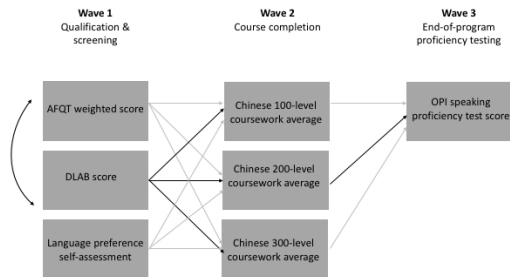 Wave 1
Qualification &
screening
Wave 2
Course completion
Wave 3
End-of-program
proficiency testing
AFQT weighted score
DLAB score
Language preference
self-assessment
Chinese 100-level
coursework average
Chinese 200-level
coursework average
Chinese 300-level
coursework average
OPI speaking
proficiency test score